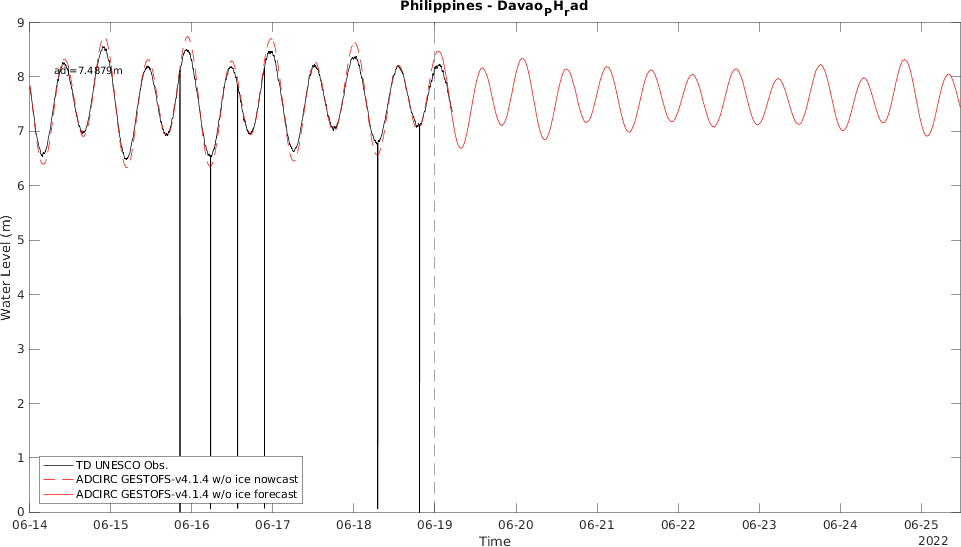 Philippines - Davao_PH_rad
9
8
adj=7.4879m
7
6
5
4
3
2
1
0
Water Level (m)
TD UNESCO Obs.
ADCIRC GESTOFS-v4.1.4 w/o ice nowcast
ADCIRC GESTOFS-v4.1.4 w/o ice forecast
06-14 06-15 06-16 06-17 06-18 06-19 06-20 06-21 06-22 06-23 06-24 06-25
Time
2022